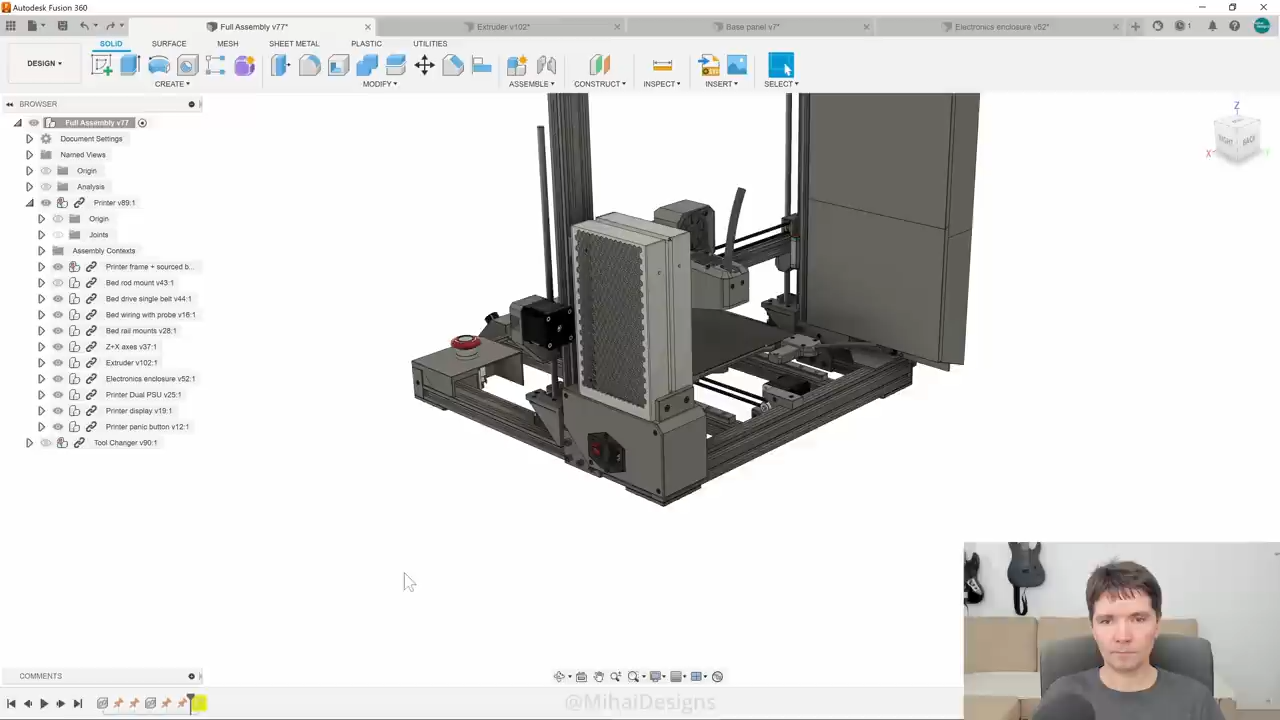 Autodesk Fusion 360
Full Assembly v77*
Extruder v102*
Base panel v7*
Electronics enclosure v52*
1
SOLID
SURFACE
MESH
SHEET METAL
PLASTIC
UTILITIES
DESIGN
CREATE
MODIFY
ASSEMBLE
CONSTRUCT
INSPECT
INSERT
SELECT
BROWSER
Full Assembly v77
Document Settings
Named Views
Origin
Analysis
Printer v89:1
Origin
Joints
Assembly Contexts
Printer frame + sourced b...
Bed rod mount v43:1
Bed drive single belt v44:1
Bed wiring with probe v16:1
Bed rail mounts v28:1
Z+X axes v37:1
Extruder v102:1
Electronics enclosure v52:1
Printer Dual PSU v25:1
Printer display v19:1
Printer panic button v12:1
Tool Changer v90:1
Z
RIGHT
BACK
X
Y
COMMENTS
@MihaiDesigns